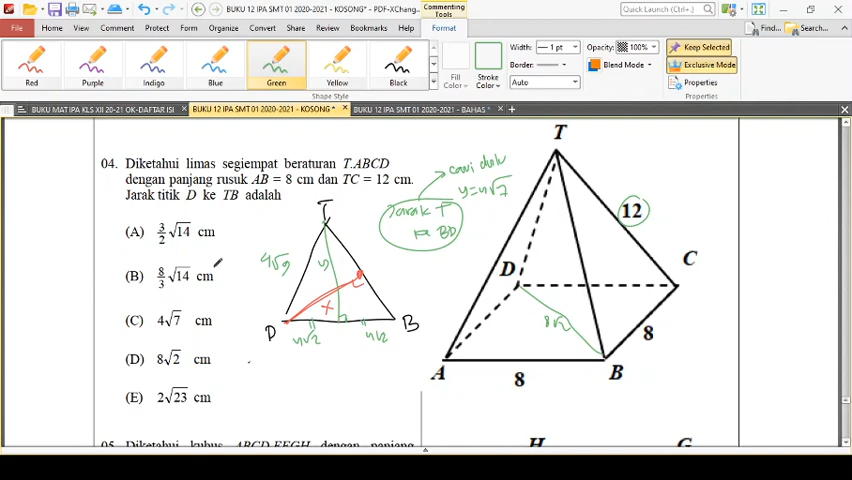 BUKU 12 IPA SMT 01 2020-2021 - KOSONG* - PDF-XChang
Commenting Tools
Quick Launch (Ctrl+.)
File
Home
View
Comment
Protect
Form
Organize
Convert
Share
Review
Bookmarks
Help
Format
Find...
Search...
Red
Purple
Indigo
Blue
Green
Yellow
Black
Shape Style
Fill Color
Stroke Color
Width: 1 pt
Border:
Auto
Opacity: 100%
Blend Mode
Keep Selected
Exclusive Mode
Properties
Properties
BUKU MAT IPA KLS XII 20-21 OK-DAFTAR ISI
BUKU 12 IPA SMT 01 2020-2021 - KOSONG *
BUKU 12 IPA SMT 01 2020-2021 - BAHAS *
04. Diketahui limas segiempat beraturan T.ABCD
dengan panjang rusuk AB = 8 cm dan TC = 12 cm.
Jarak titik D ke TB adalah
(A) 3/2 √14 cm
(B) 8/3 √14 cm
(C) 4√7 cm
(D) 8√2 cm
(E) 2√23 cm
cari dulu
y=4√7
Jarak T
ke BD
T
4√9
y
x
D
B
4√2
4√2
T
12
D
C
8√2
8
A
8
B
05. Diketahui kubus ABCD.EFGH dengan panjang
H
G